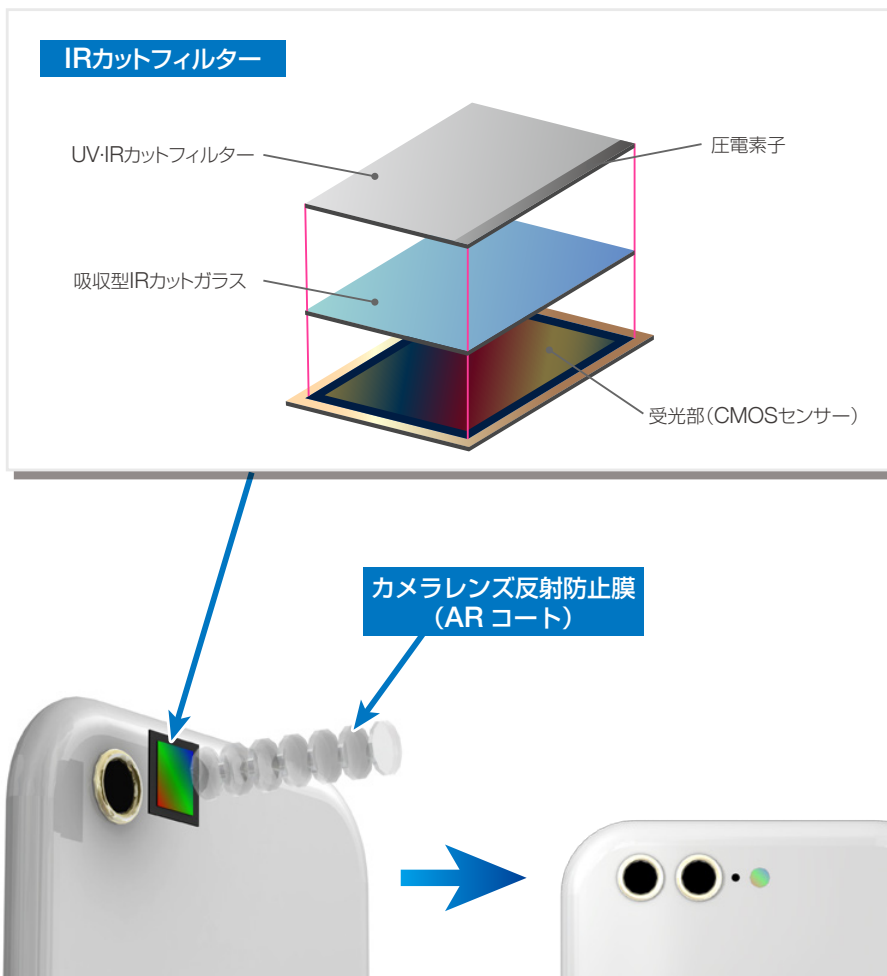 IRカットフィルター
UV・IRカットフィルター
圧電素子
吸収型IRカットガラス
受光部（CMOSセンサー）
カメラレンズ反射防止膜
（AR コート）